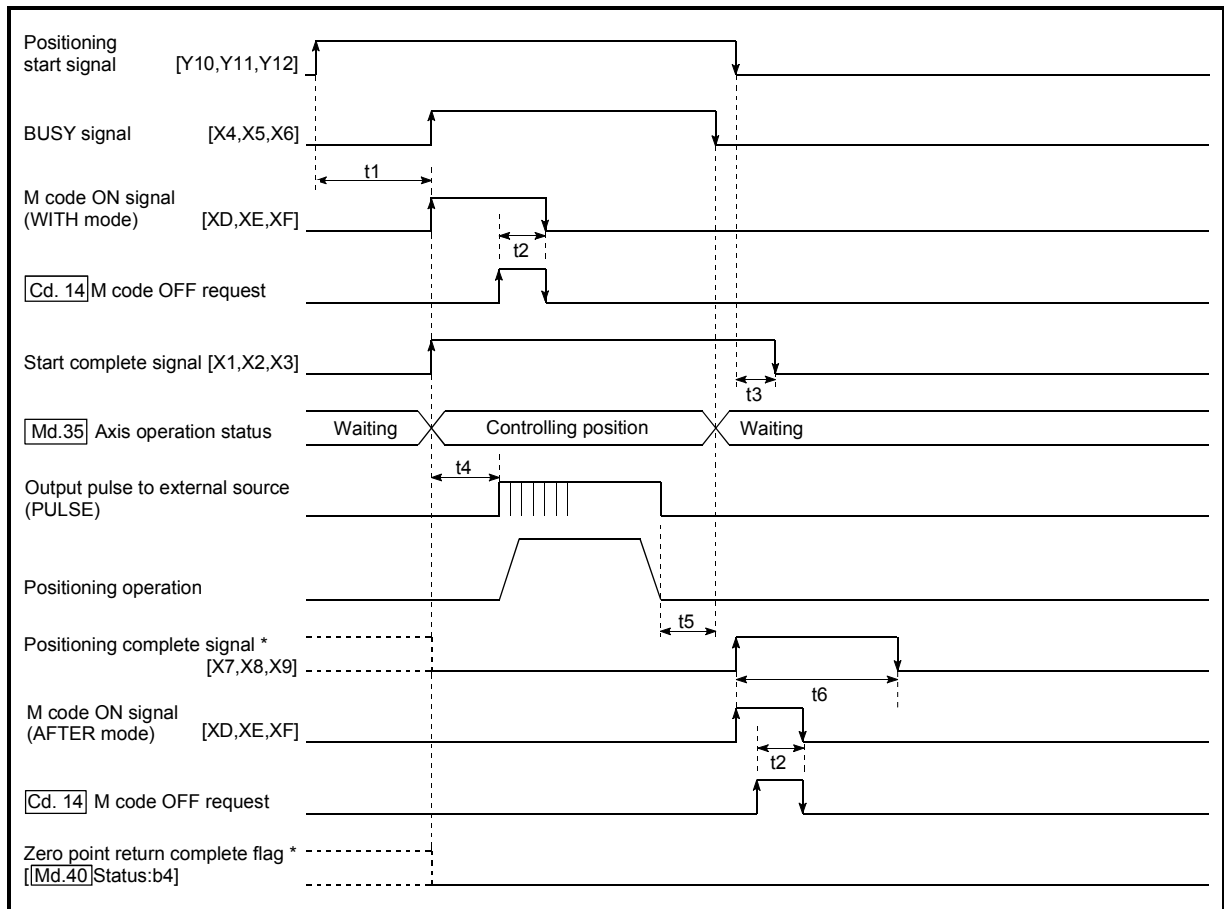 Positioning
start signal [Y10,Y11,Y12]
BUSY signal [X4,X5,X6]
t1
M code ON signal
(WITH mode) [XD,XE,XF]
t2
Cd. 14 M code OFF request
Start complete signal [X1,X2,X3]
t3
Md.35 Axis operation status Waiting Controlling position Waiting
t4
Output pulse to external source
(PULSE)
Positioning operation
t5
Positioning complete signal *
[X7,X8,X9]
t6
M code ON signal
(AFTER mode) [XD,XE,XF]
t2
Cd. 14 M code OFF request
Zero point return complete flag *
[Md.40 Status:b4]